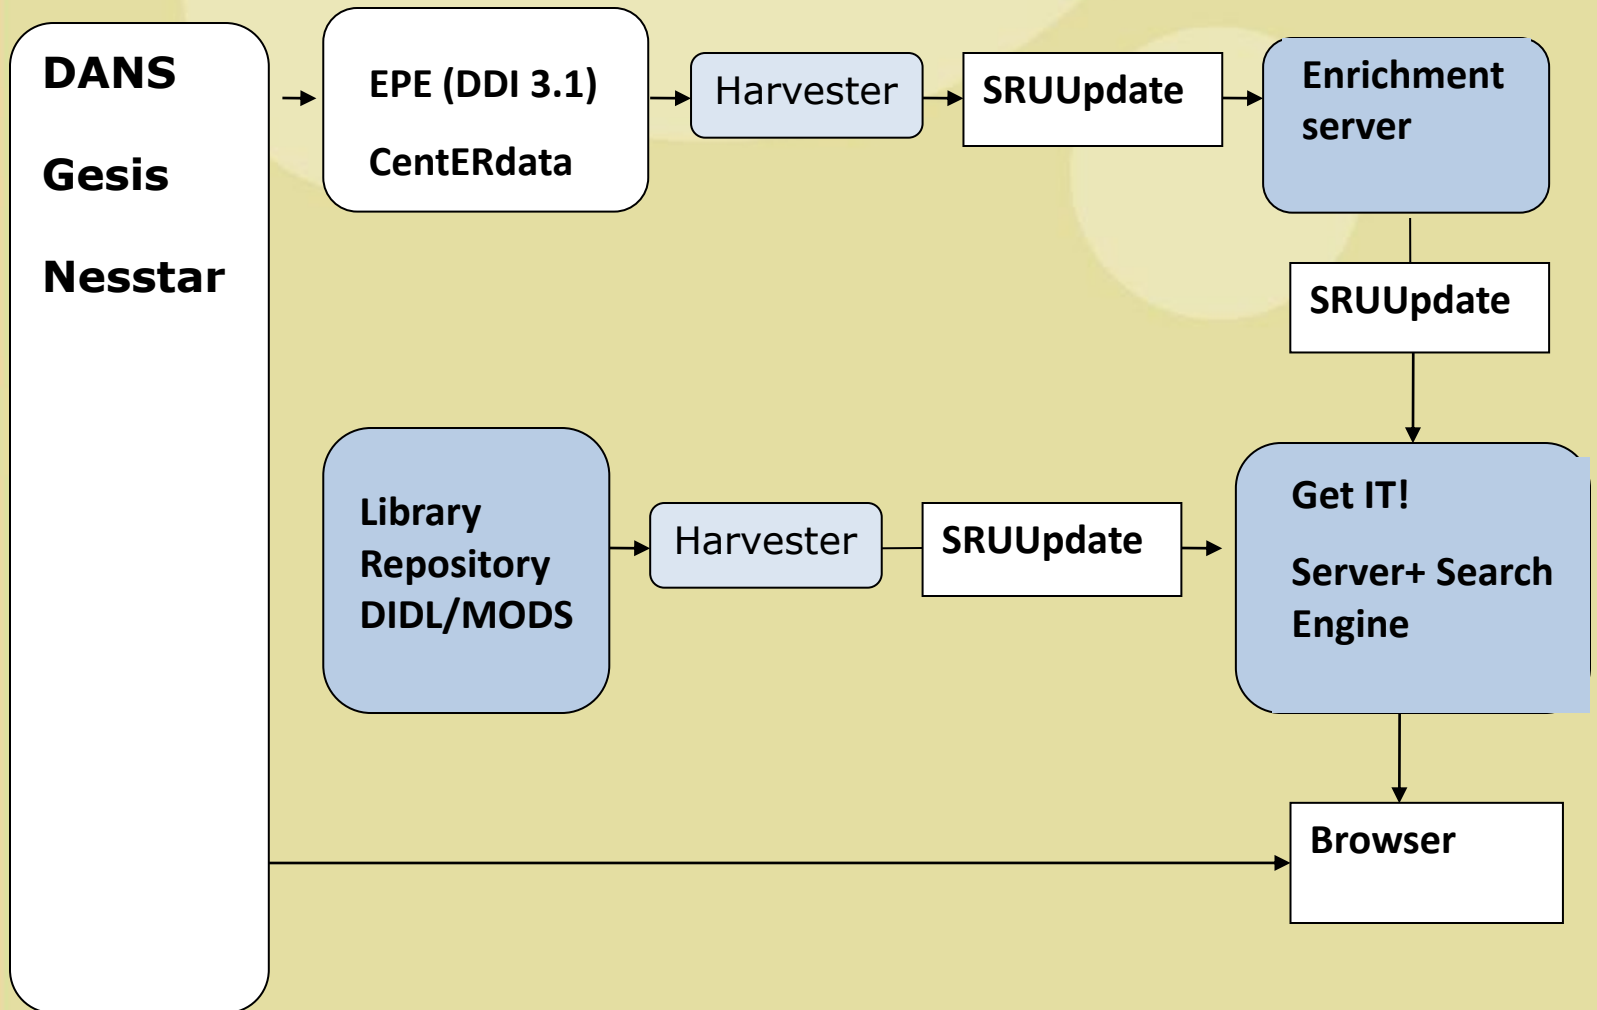 DANS
Gesis
Nesstar
EPE (DDI 3.1)
CentERdata
Harvester
SRUUpdate
Enrichment
server
SRUUpdate
Library
Repository
DIDL/MODS
Harvester
SRUUpdate
Get IT!
Server+ Search
Engine
Browser